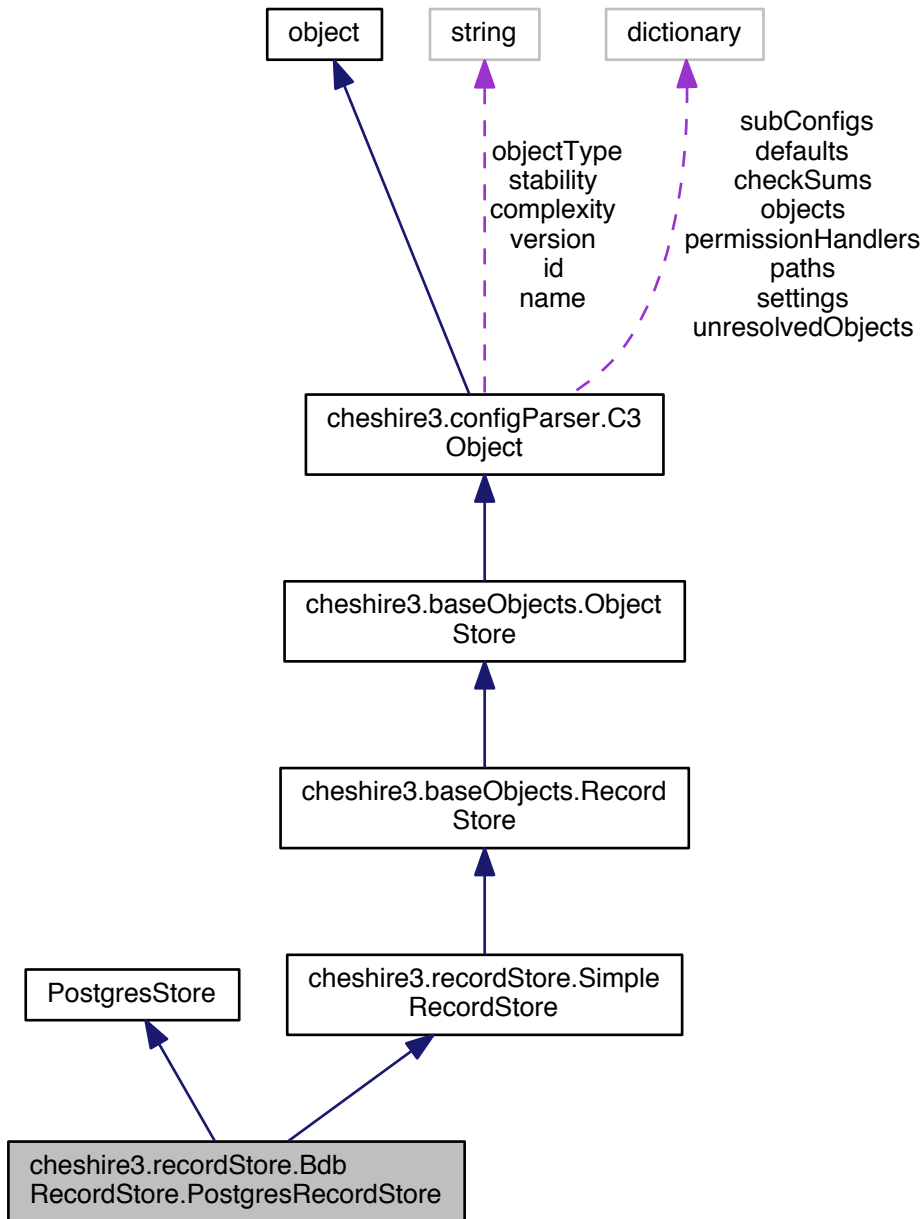 object
string
dictionary
objectType
stability
complexity
version
id
name
subConfigs
defaults
checkSums
objects
permissionHandlers
paths
settings
unresolvedObjects
cheshire3.configParser.C3
Object
cheshire3.baseObjects.Object
Store
cheshire3.baseObjects.Record
Store
PostgresStore
cheshire3.recordStore.Simple
RecordStore
cheshire3.recordStore.Bdb
RecordStore.PostgresRecordStore